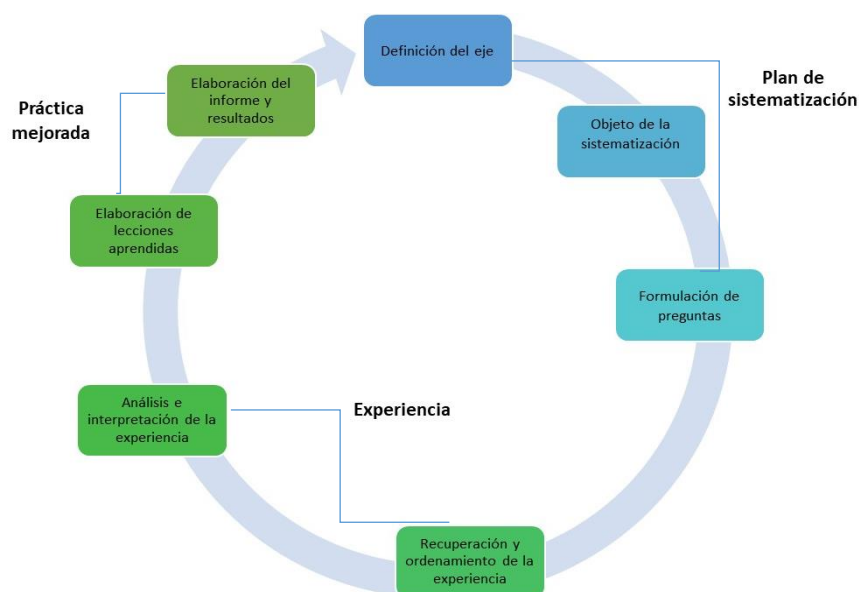 Definición del eje
Plan de
sistematización
Objeto de la
sistematización
Formulación de
preguntas
Recuperación y
ordenamiento de la
experiencia
Experiencia
Análisis e
interpretación de la
experiencia
Elaboración de
lecciones
aprendidas
Práctica
mejorada
Elaboración del
informe y
resultados